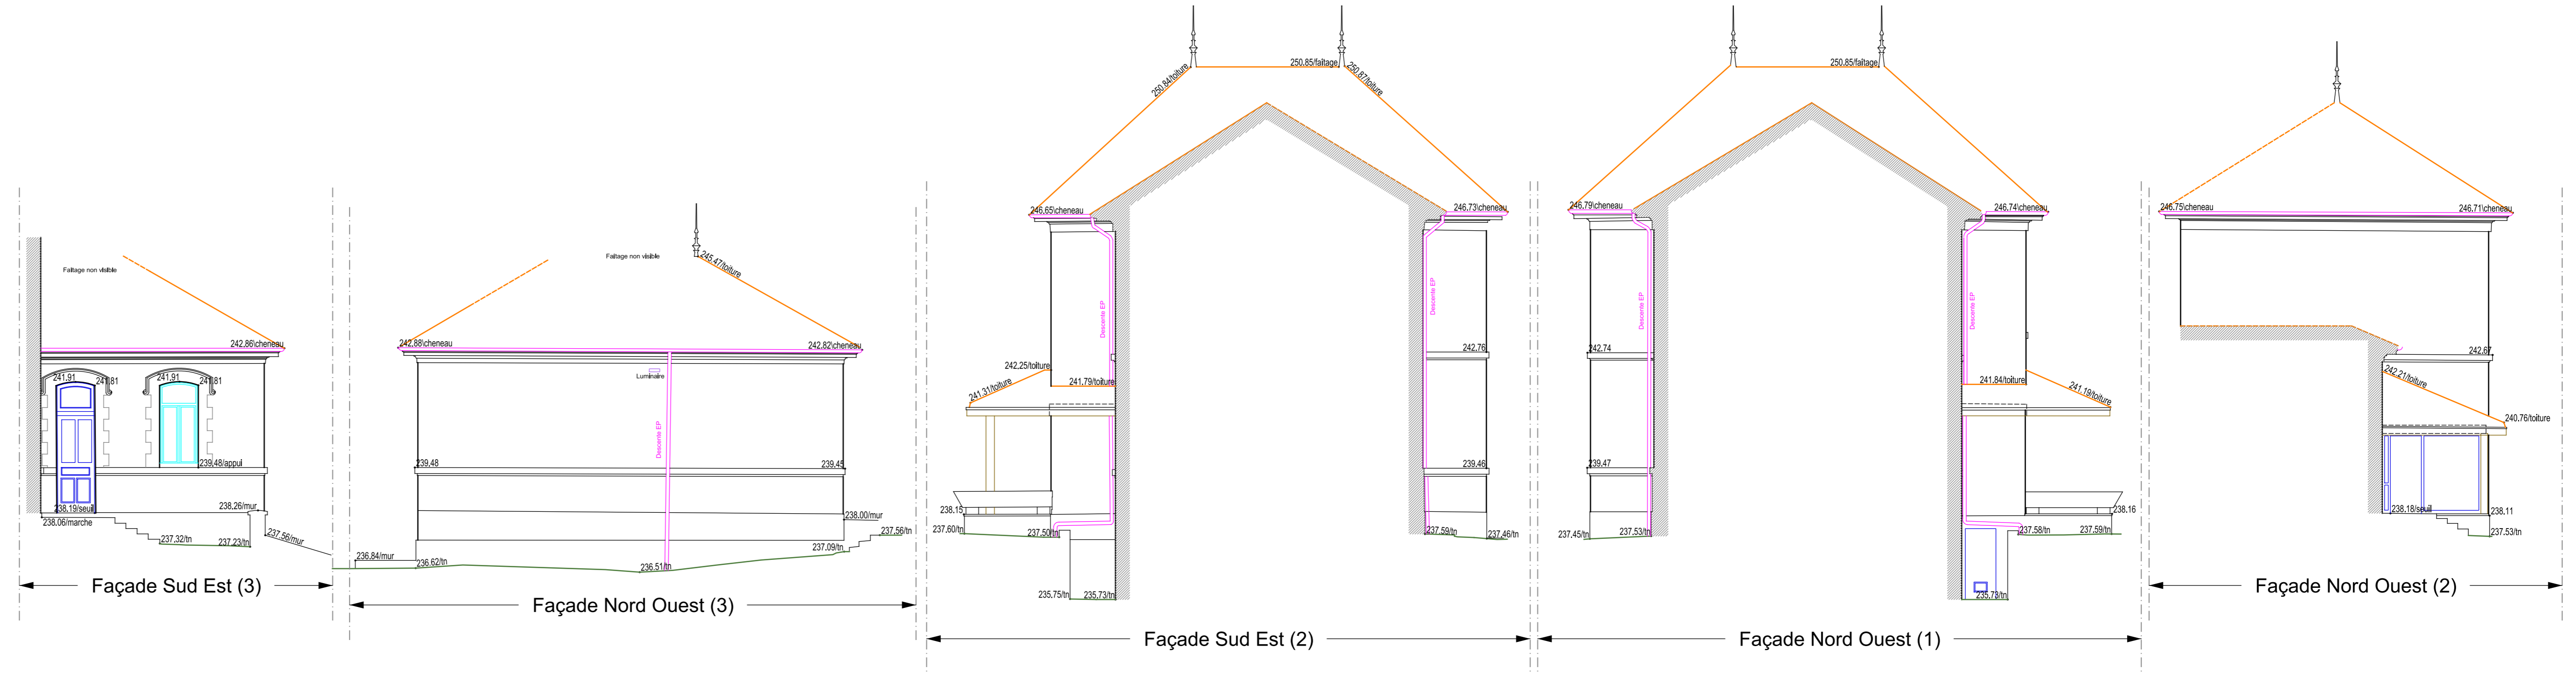 Faîtage non visible
242.86\cheneau
241.91
241.81
241.91
241.81
239.48/appui
238.19/seuil
238.06/marche
238.26/mur
237.32/tn
237.23/tn
237.56/mur
Façade Sud Est (3)
Faîtage non visible
245.47/toiture
242.88\cheneau
242.82\cheneau
Luminaire
Descente EP
239.48
239.45
238.00/mur
237.56/tn
237.09/tn
236.84/mur
236.62/tn
236.51/tn
Façade Nord Ouest (3)
250.84/toiture
250.85/faîtage
250.87/toiture
246.65\cheneau
246.73\cheneau
Descente EP
Descente EP
242.76
242.25/toiture
241.79/toiture
241.31/toiture
239.46
238.15
237.60/tn
237.50/tn
237.59/tn
237.46/tn
235.75/tn
235.73/tn
Façade Sud Est (2)
250.85/faîtage
246.79\cheneau
246.74\cheneau
Descente EP
Descente EP
242.74
241.84/toiture
241.19/toiture
239.47
238.16
237.45/tn
237.53/tn
237.58/tn
237.59/tn
235.73/tn
Façade Nord Ouest (1)
246.75\cheneau
246.71\cheneau
242.67
242.21/toiture
240.76/toiture
238.18/seuil
238.11
237.53/tn
Façade Nord Ouest (2)